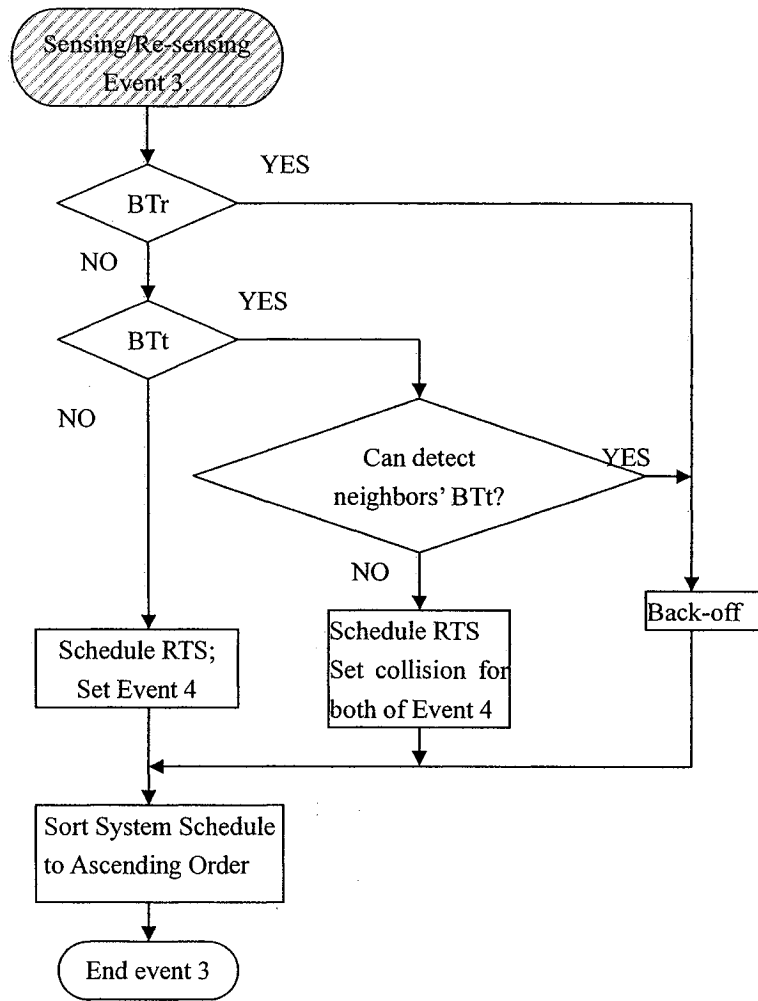 Sensing/Re-sensing
Event 3.
YES
BTr
NO
YES
BTt
NO
Can detect
neighbors' BTt?
YES
NO
Back-off
Schedule RTS;
Set Event 4
Schedule RTS
Set collision for
both of Event 4
Sort System Schedule
to Ascending Order
End event 3